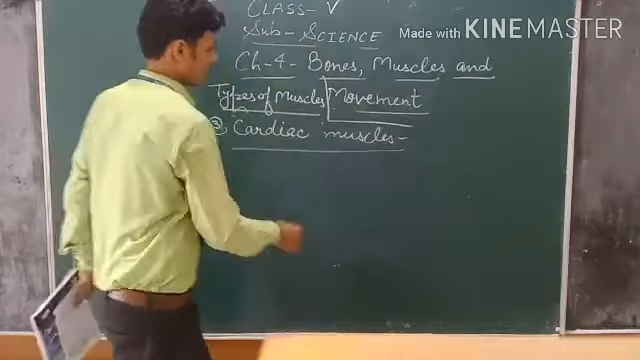 CLASS- V
Sub- SCIENCE
Made with KINEMASTER
Ch-4- Bones, Muscles and
Types of Muscles Movement
③ Cardiac muscles-